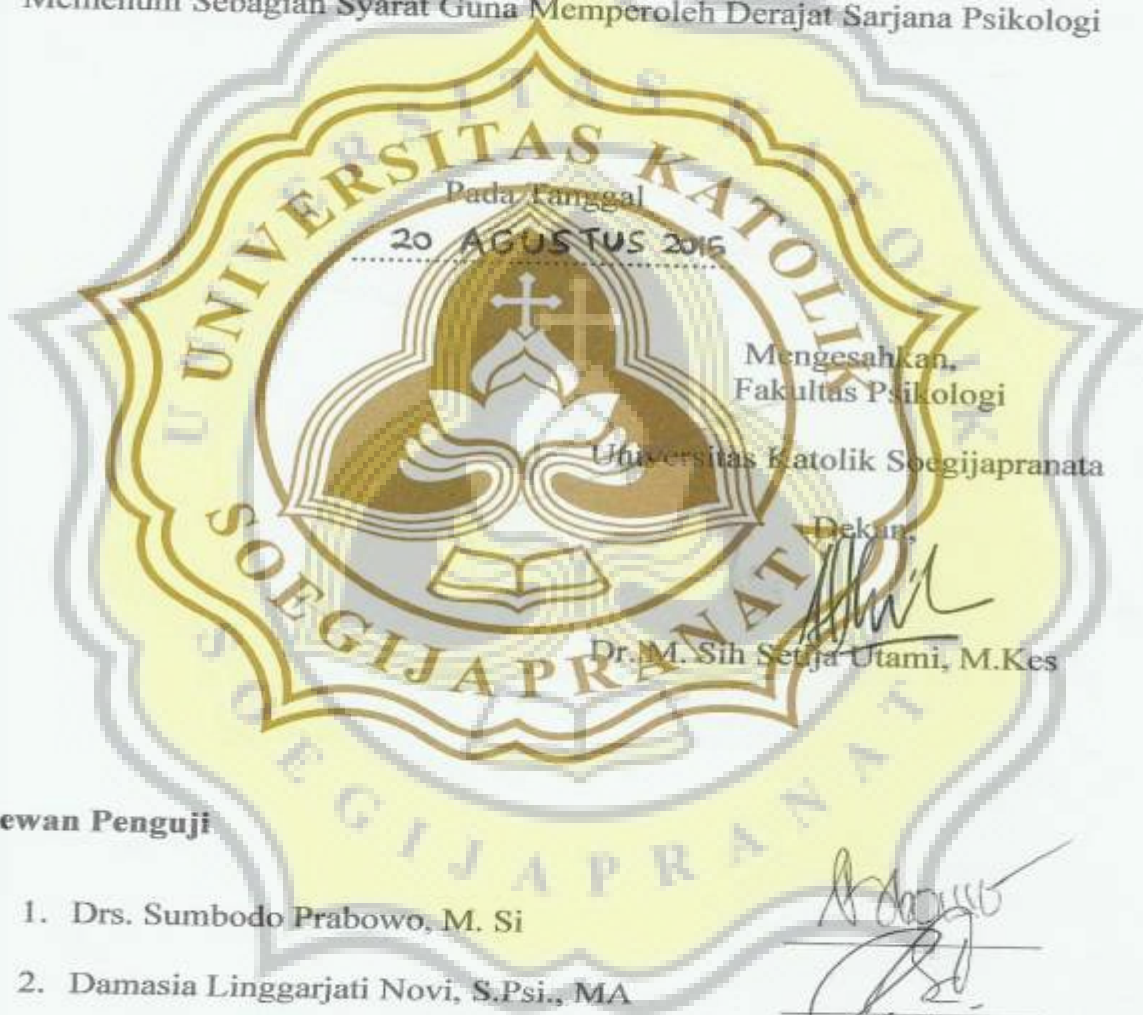 Memenuhi Sebagian Syarat Guna Memperoleh Derajat Sarjana Psikologi
UNIVERSITAS KATOLIK
SOEGIJAPRANATA
Pada Tanggal
20 AGUSTUS 2015
Mengesahkan,
Fakultas Psikologi
Universitas Katolik Soegijapranata
Dekan,
Dr. M. Sih Setija Utami, M.Kes
ewan Penguji
1. Drs. Sumbodo Prabowo, M. Si
2. Damasia Linggarjati Novi, S.Psi., MA